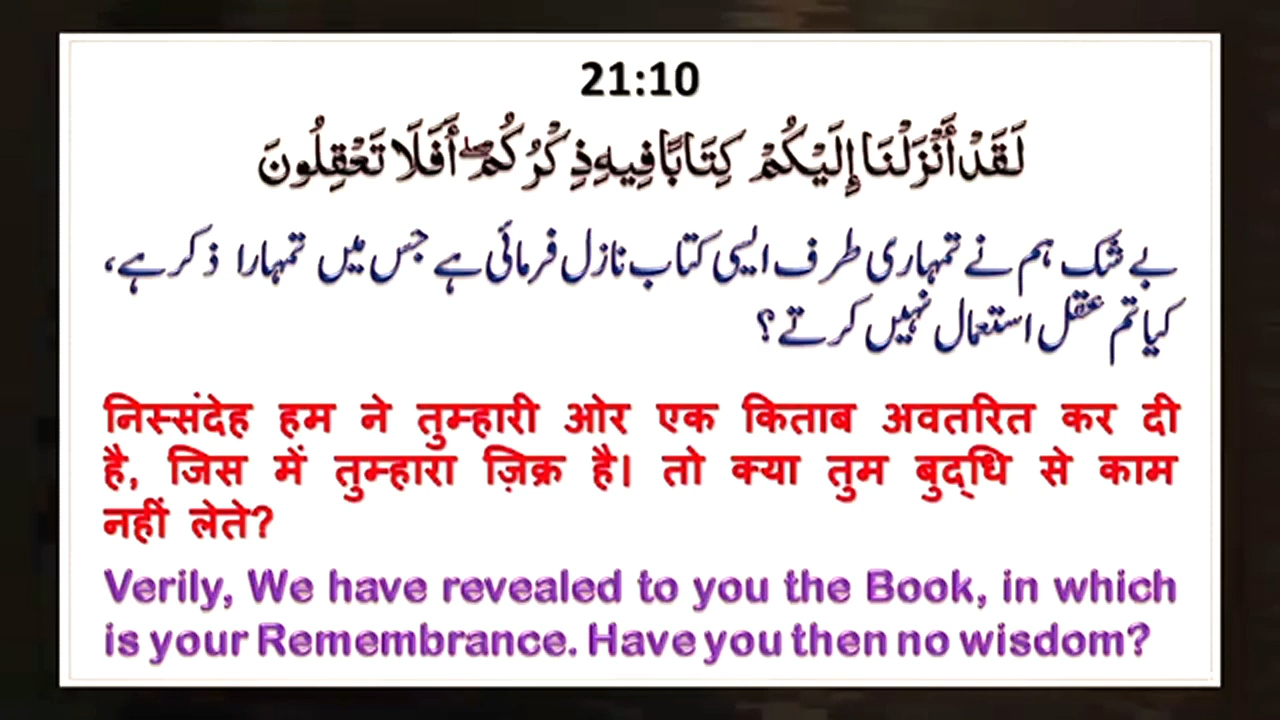 21:10
لَقَدْ أَنْزَلْنَا إِلَيْكُمْ كِتَابًا فِيهِ ذِكْرُكُمْ ۖ أَفَلَا تَعْقِلُونَ
بے شک ہم نے تمہاری طرف ایسی کتاب نازل فرمائی ہے جس میں تمہارا ذکر ہے،
کیا تم عقل استعمال نہیں کرتے؟
निस्संदेह हम ने तुम्हारी ओर एक किताब अवतरित कर दी
है, जिस में तुम्हारा ज़िक्र है। तो क्या तुम बुद्धि से काम
नहीं लेते?
Verily, We have revealed to you the Book, in which
is your Remembrance. Have you then no wisdom?